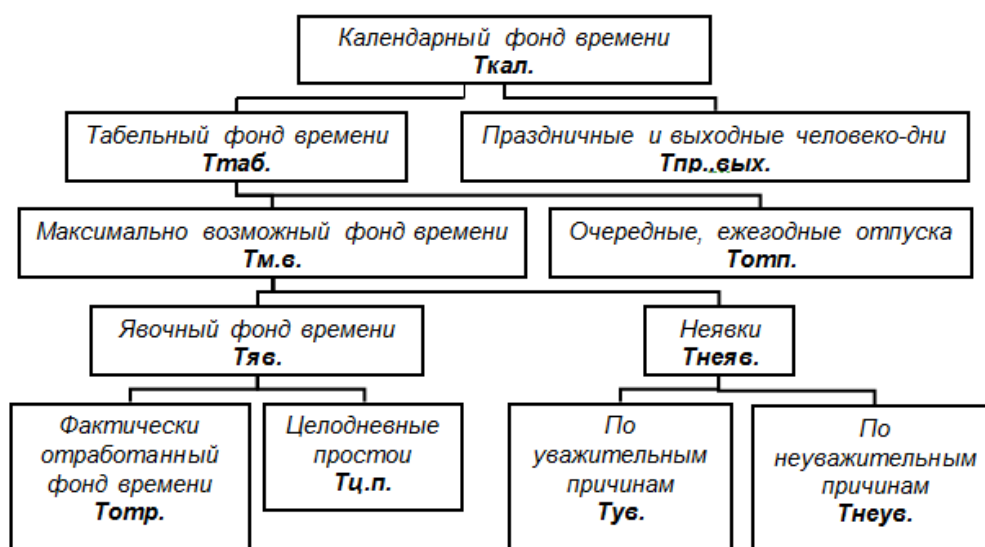 Календарный фонд времени
Ткал.
Табельный фонд времени
Ттаб.
Праздничные и выходные человеко-дни
Тпр..вых.
Максимально возможный фонд времени
Тм.в.
Очередные, ежегодные отпуска
Тотп.
Явочный фонд времени
Тяв.
Неявки
Тнеяв.
Фактически
отработанный
фонд времени
Тотр.
Целодневные
простои
Тц.п.
По
уважительным
причинам
Тув.
По
неуважительным
причинам
Тнеув.